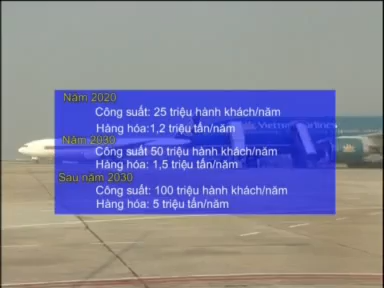 Năm 2020
Công suất: 25 triệu hành khách/năm
Vietnam Airlines
Hàng hóa:1,2 triệu tấn/năm
Năm 2030
Công suất 50 triệu hành khách/năm
Hàng hóa: 1,5 triệu tấn/năm
Sau năm 2030
Công suất: 100 triệu hành khách/năm
Hàng hóa: 5 triệu tấn/năm